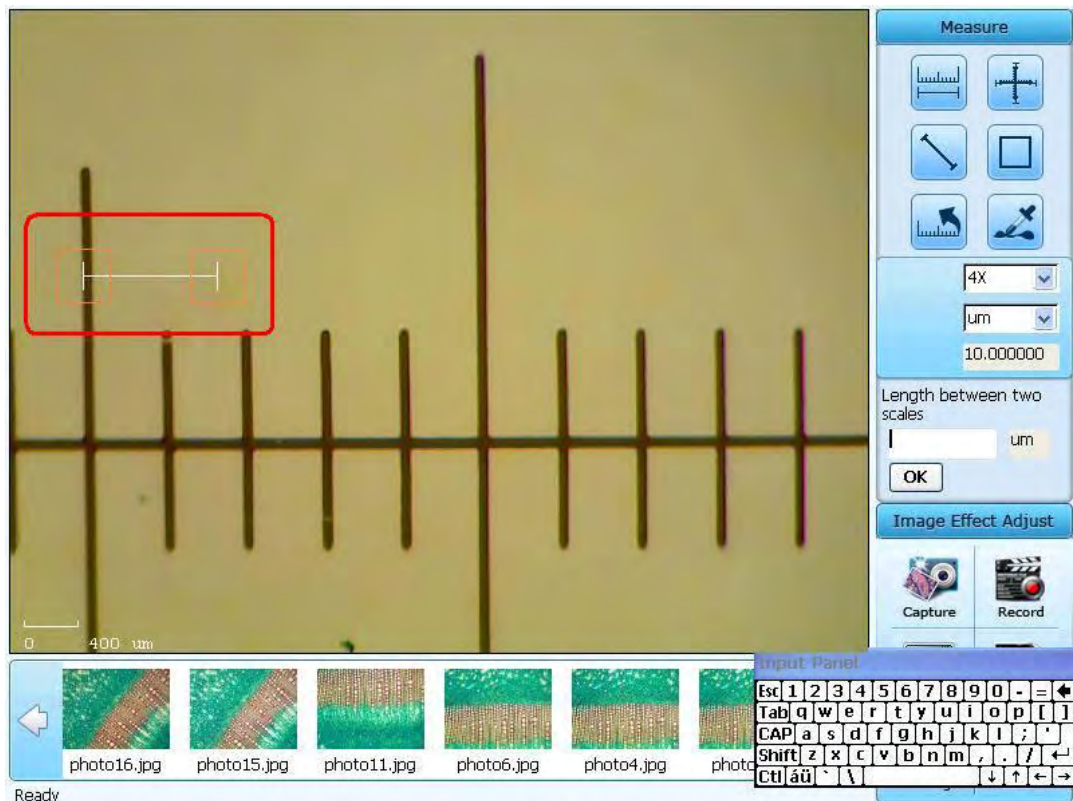 Measure
4X
um
10.000000
Length between two
scales
um
OK
Image Effect Adjust
Capture
Record
0 400 um
photo16.jpg
photo15.jpg
photo11.jpg
photo6.jpg
photo4.jpg
Input Panel
Esc 1 2 3 4 5 6 7 8 9 0 - = ←
Tab q w e r t y u i o p [ ]
CAP a s d f g h j k l ; '
Shift z x c v b n m , . / ↵
Ctl áü ` \ ↓ ↑ ← →
Ready